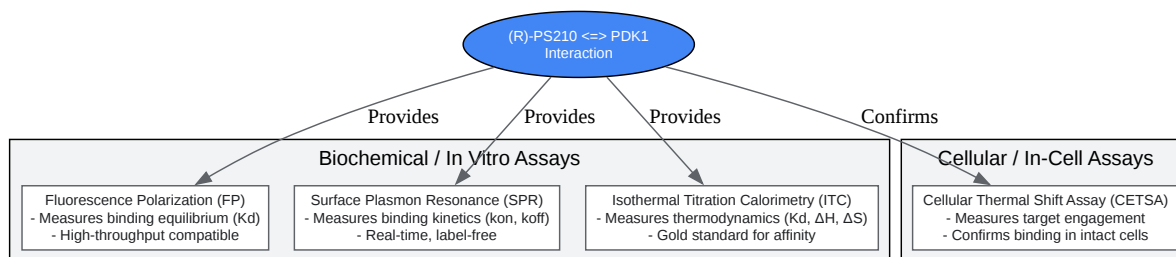 (R)-PS210 <=> PDK1
Interaction
Provides
Provides
Provides
Confirms
Biochemical / In Vitro Assays
Fluorescence Polarization (FP)
- Measures binding equilibrium (Kd)
- High-throughput compatible
Surface Plasmon Resonance (SPR)
- Measures binding kinetics (kon, koff)
- Real-time, label-free
Isothermal Titration Calorimetry (ITC)
- Measures thermodynamics (Kd, ΔH, ΔS)
- Gold standard for affinity
Cellular / In-Cell Assays
Cellular Thermal Shift Assay (CETSA)
- Measures target engagement
- Confirms binding in intact cells